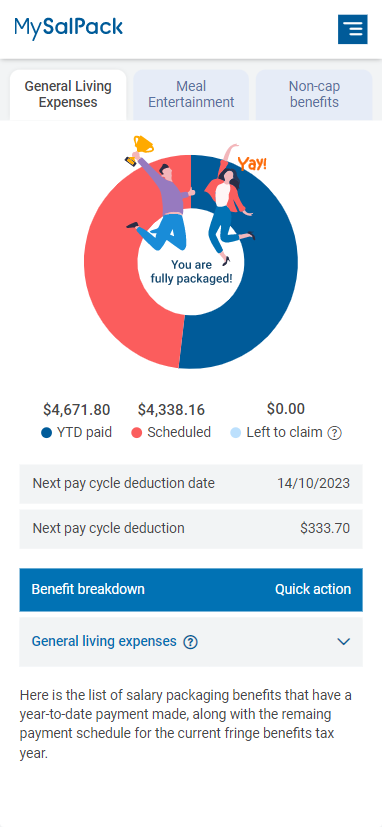 MySalPack
General Living
Expenses
Meal
Entertainment
Non-cap
benefits
Yay!
You are
fully packaged!
$4,671.80
$4,338.16
$0.00
YTD paid
Scheduled
Left to claim ?
Next pay cycle deduction date 14/10/2023
Next pay cycle deduction $333.70
Benefit breakdown Quick action
General living expenses ?
Here is the list of salary packaging benefits that have a
year-to-date payment made, along with the remaing
payment schedule for the current fringe benefits tax
year.